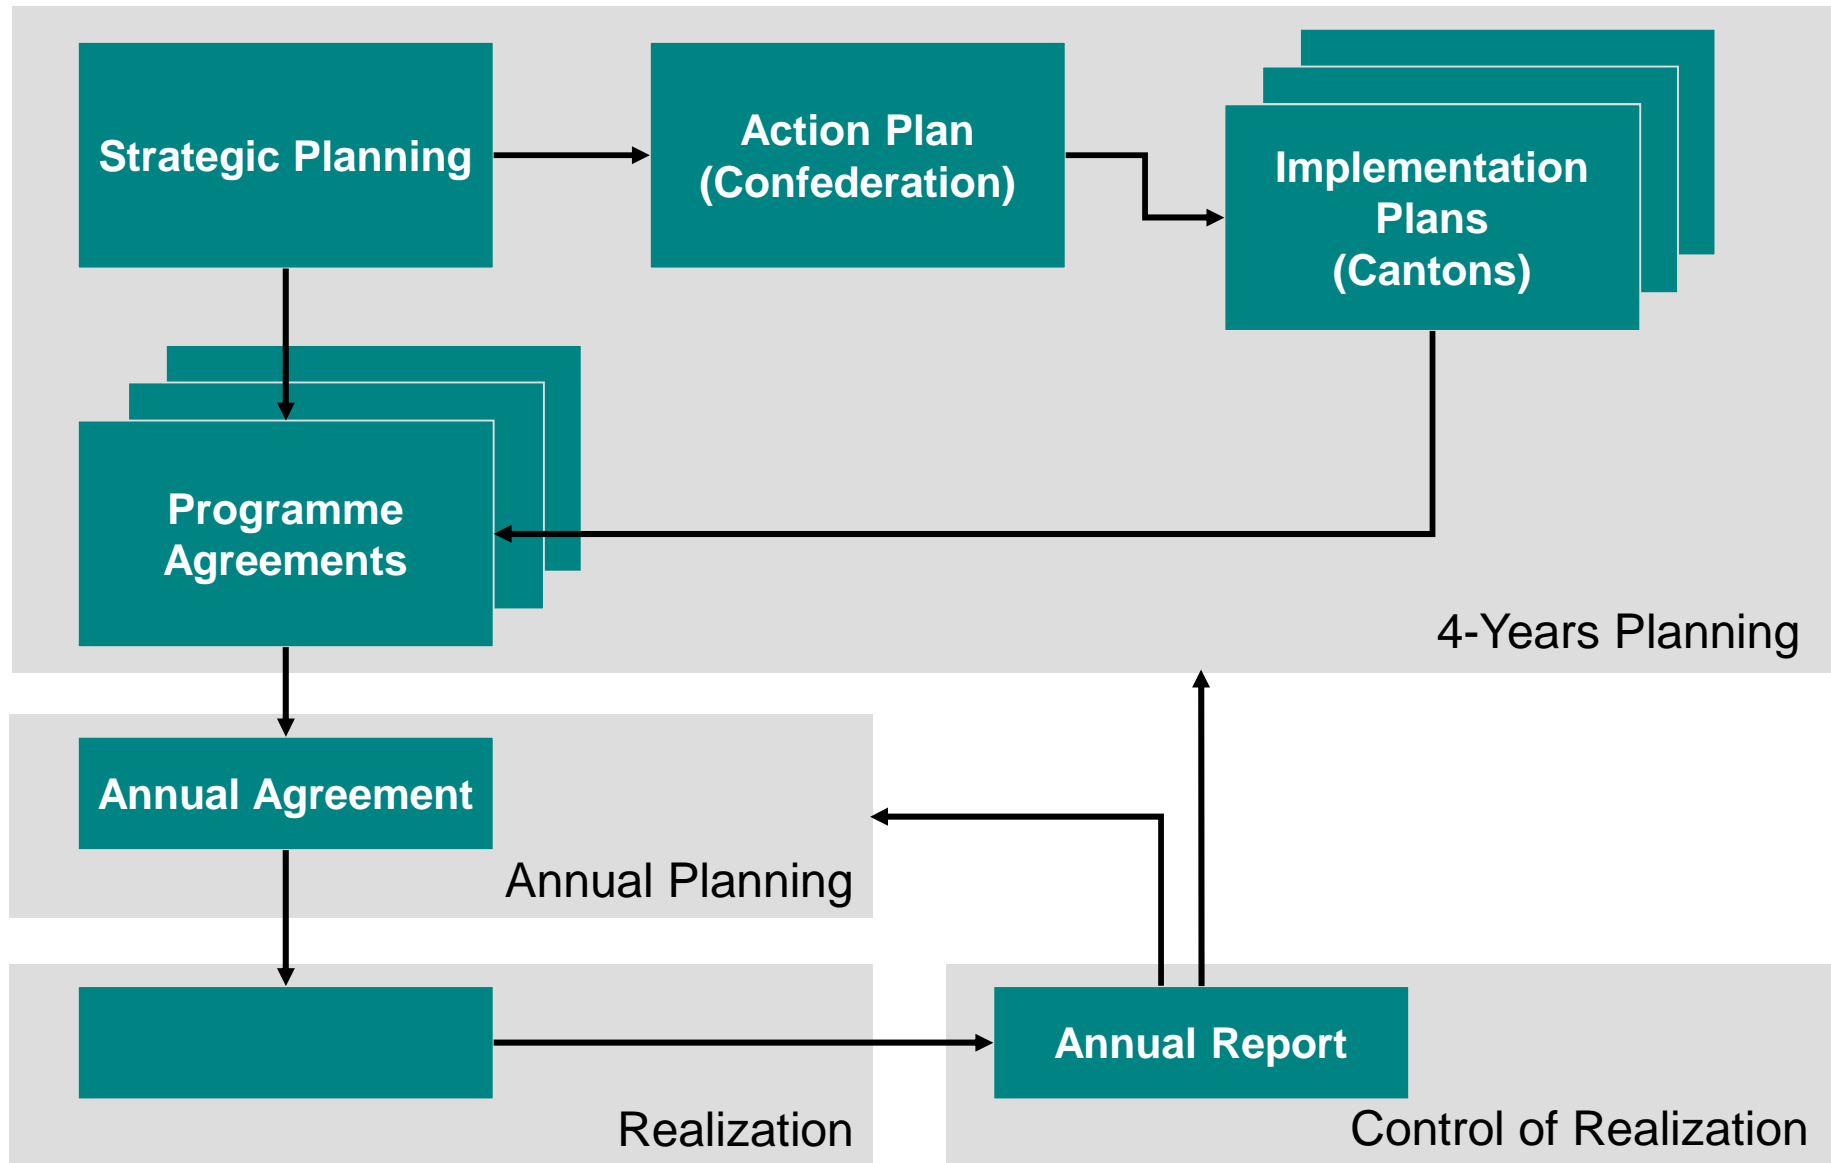 Strategic Planning
Action Plan
(Confederation)
Implementation
Plans
(Cantons)
Programme
Agreements
4-Years Planning
Annual Agreement
Annual Planning
Realization
Annual Report
Control of Realization